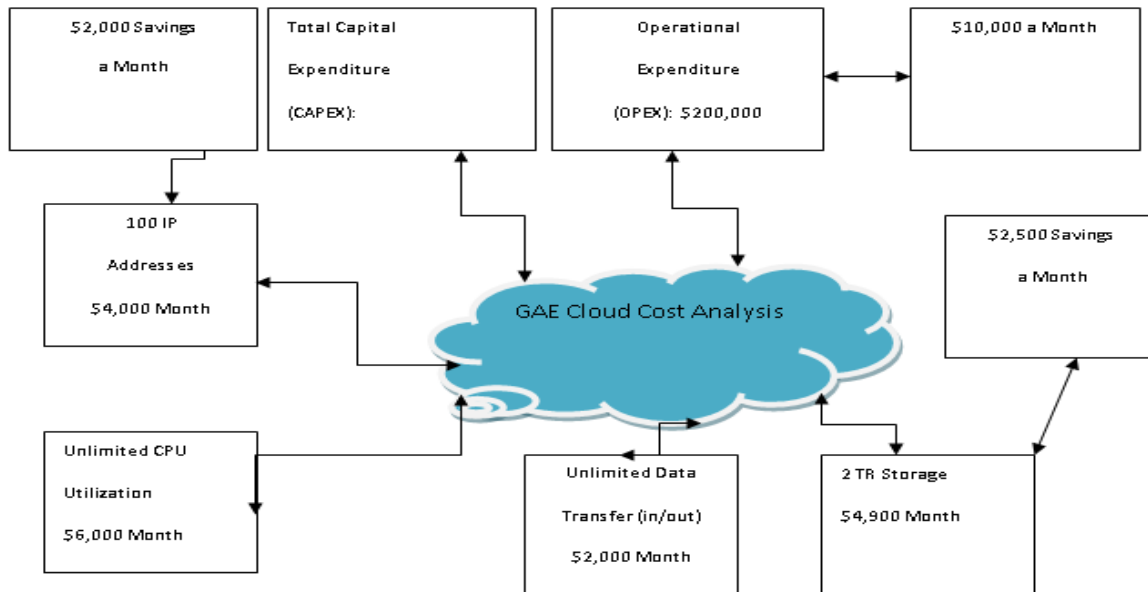 $2,000 Savings
a Month
Total Capital
Expenditure
(CAPEX):
Operational
Expenditure
(OPEX): $200,000
$10,000 a Month
100 IP
Addresses
$4,000 Month
$2,500 Savings
a Month
GAE Cloud Cost Analysis
Unlimited CPU
Utilization
$6,000 Month
Unlimited Data
Transfer (in/out)
$2,000 Month
2 TR Storage
$4,900 Month